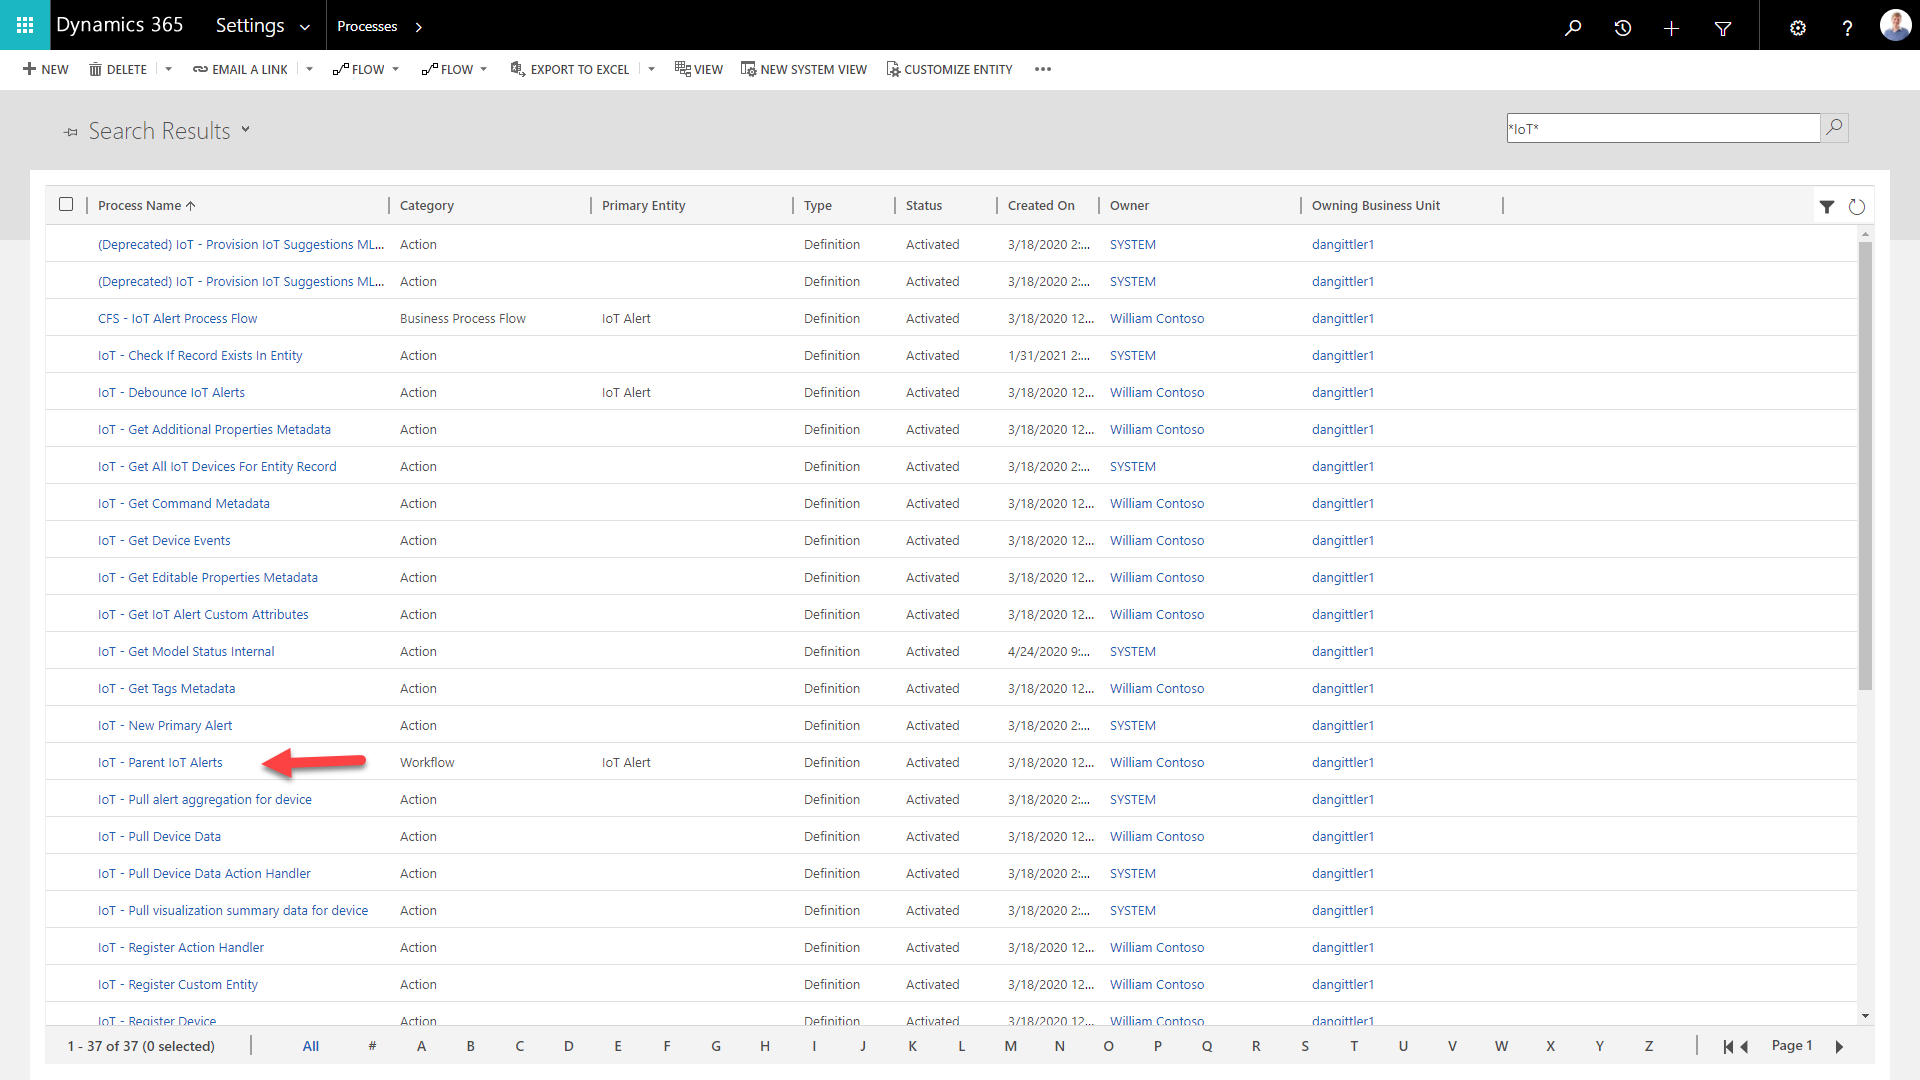 Dynamics 365 Settings Processes
NEW DELETE EMAIL A LINK FLOW FLOW EXPORT TO EXCEL VIEW NEW SYSTEM VIEW CUSTOMIZE ENTITY
Search Results *IoT*
Process Name Category Primary Entity Type Status Created On Owner Owning Business Unit
(Deprecated) IoT - Provision IoT Suggestions ML... Action Definition Activated 3/18/2020 2:... SYSTEM dangittler1
(Deprecated) IoT - Provision IoT Suggestions ML... Action Definition Activated 3/18/2020 2:... SYSTEM dangittler1
CFS - IoT Alert Process Flow Business Process Flow IoT Alert Definition Activated 3/18/2020 12... William Contoso dangittler1
IoT - Check If Record Exists In Entity Action Definition Activated 1/31/2021 2:... SYSTEM dangittler1
IoT - Debounce IoT Alerts Action IoT Alert Definition Activated 3/18/2020 12... William Contoso dangittler1
IoT - Get Additional Properties Metadata Action Definition Activated 3/18/2020 12... William Contoso dangittler1
IoT - Get All IoT Devices For Entity Record Action Definition Activated 3/18/2020 2:... SYSTEM dangittler1
IoT - Get Command Metadata Action Definition Activated 3/18/2020 12... William Contoso dangittler1
IoT - Get Device Events Action Definition Activated 3/18/2020 12... William Contoso dangittler1
IoT - Get Editable Properties Metadata Action Definition Activated 3/18/2020 12... William Contoso dangittler1
IoT - Get IoT Alert Custom Attributes Action Definition Activated 3/18/2020 12... William Contoso dangittler1
IoT - Get Model Status Internal Action Definition Activated 4/24/2020 9:... SYSTEM dangittler1
IoT - Get Tags Metadata Action Definition Activated 3/18/2020 12... William Contoso dangittler1
IoT - New Primary Alert Action Definition Activated 3/18/2020 2:... SYSTEM dangittler1
IoT - Parent IoT Alerts Workflow IoT Alert Definition Activated 3/18/2020 12... William Contoso dangittler1
IoT - Pull alert aggregation for device Action Definition Activated 3/18/2020 2:... SYSTEM dangittler1
IoT - Pull Device Data Action Definition Activated 3/18/2020 12... William Contoso dangittler1
IoT - Pull Device Data Action Handler Action Definition Activated 3/18/2020 2:... SYSTEM dangittler1
IoT - Pull visualization summary data for device Action Definition Activated 3/18/2020 2:... SYSTEM dangittler1
IoT - Register Action Handler Action Definition Activated 3/18/2020 12... William Contoso dangittler1
IoT - Register Custom Entity Action Definition Activated 3/18/2020 12... William Contoso dangittler1
IoT - Register Device Action Definition Activated 3/18/2020 12... William Contoso dangittler1
1 - 37 of 37 (0 selected) All # A B C D E F G H I J K L M N O P Q R S T U V W X Y Z Page 1